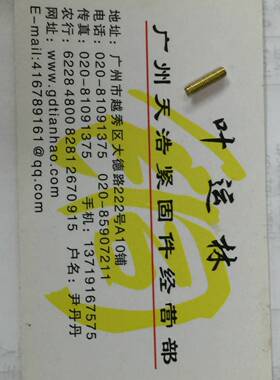 广州天浩紧固件经营部
叶运林
地址：广州市越秀区大德路222号A10铺
电话：020-81091375 020-85907211
传真：020-81091375 手机：13719167575
农行：6228 4800 8281 2670 915 户名：尹丹丹
网址：www.gdtianhao.com
E-mail:416789161@qq.com